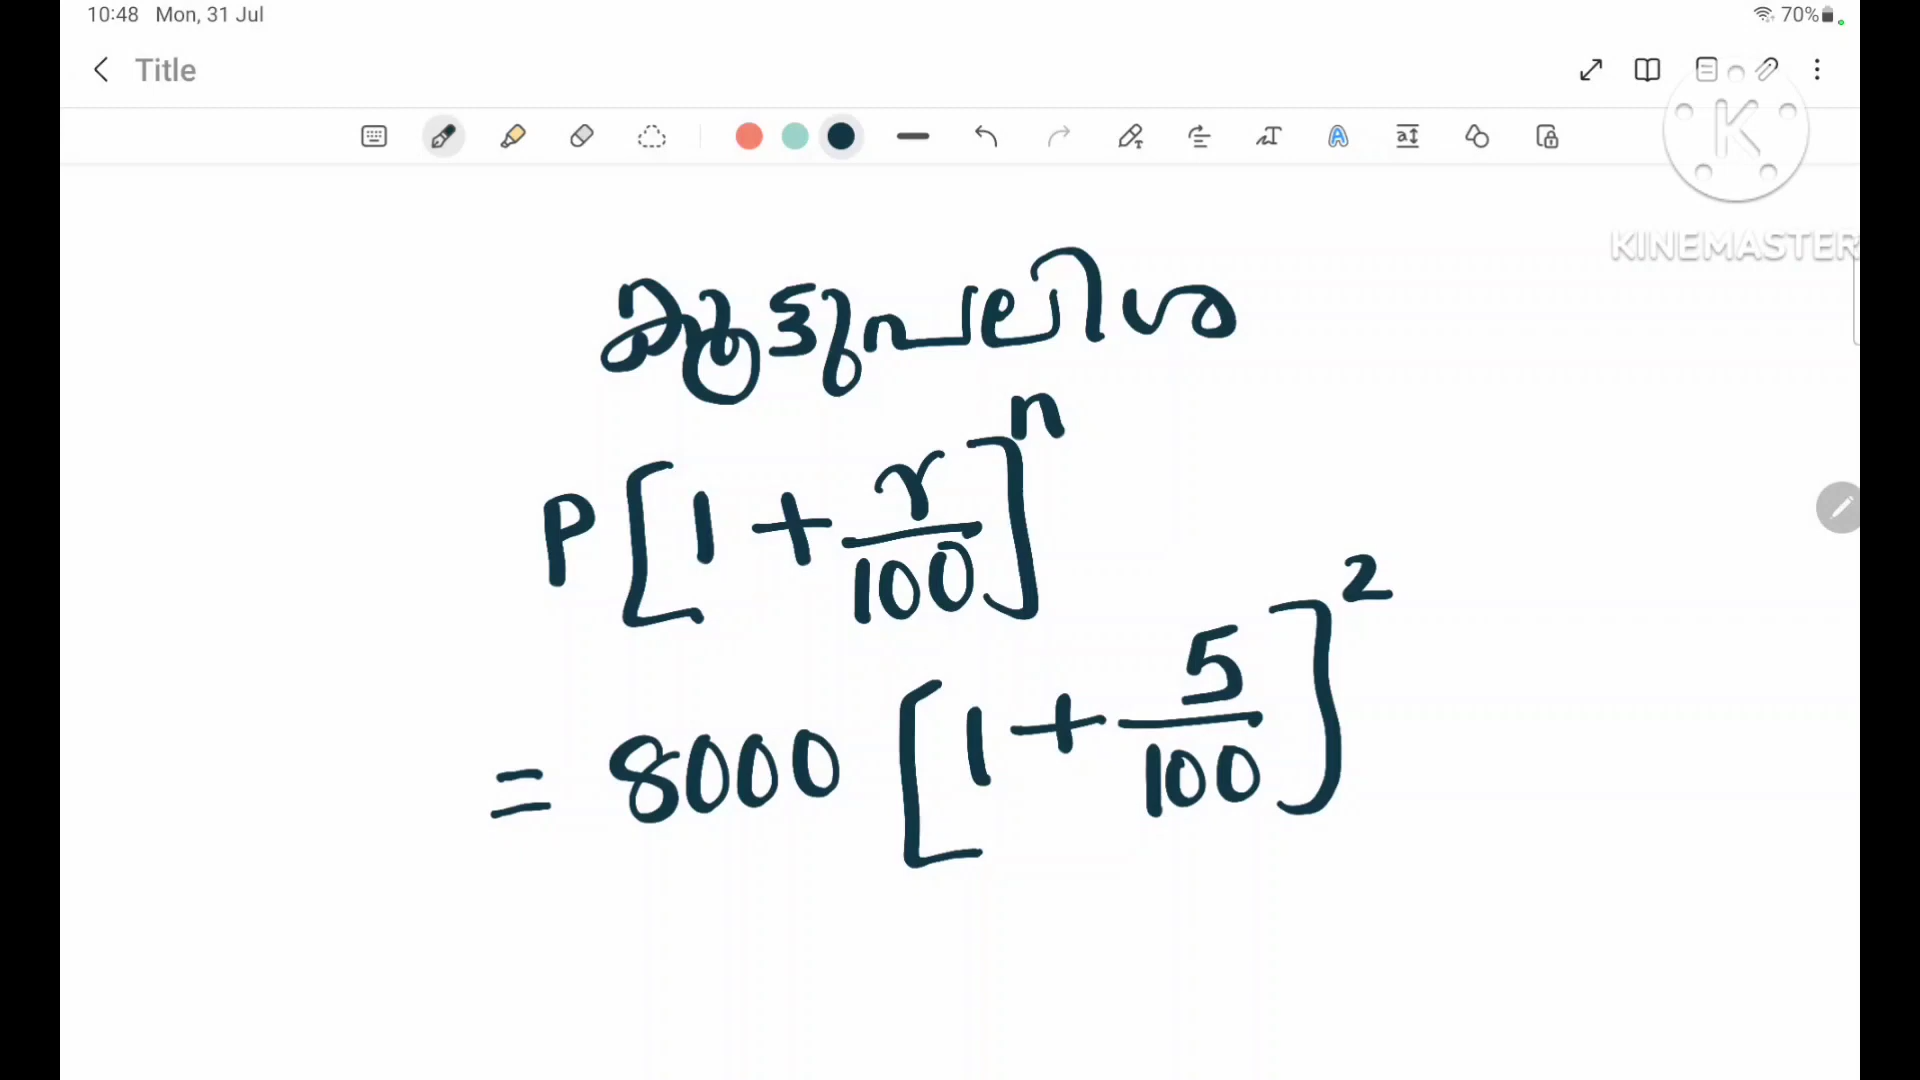 10:48 Mon, 31 Jul 70%
Title
KINEMASTER
കൂട്ടുപലിശ
P[1+r/100]^n
= 8000 [1+5/100]^2